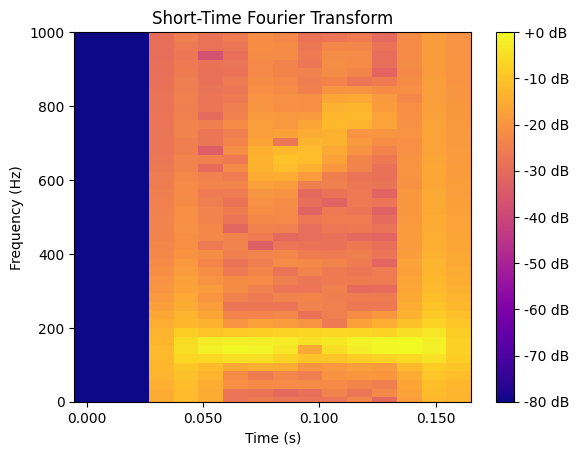 Short-Time Fourier Transform
1000
800
600
400
200
0
Frequency (Hz)
0.000
0.050
0.100
0.150
Time (s)
+0 dB
-10 dB
-20 dB
-30 dB
-40 dB
-50 dB
-60 dB
-70 dB
-80 dB